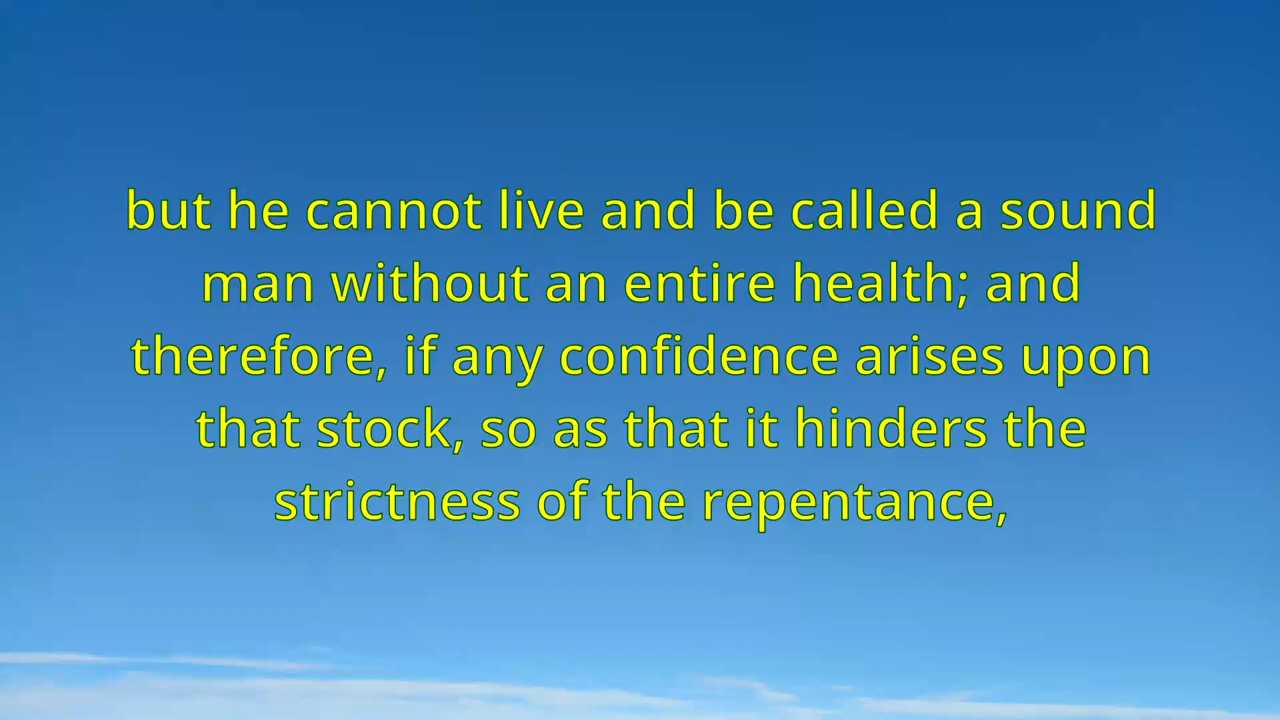 but he cannot live and be called a sound
man without an entire health; and
therefore, if any confidence arises upon
that stock, so as that it hinders the
strictness of the repentance,